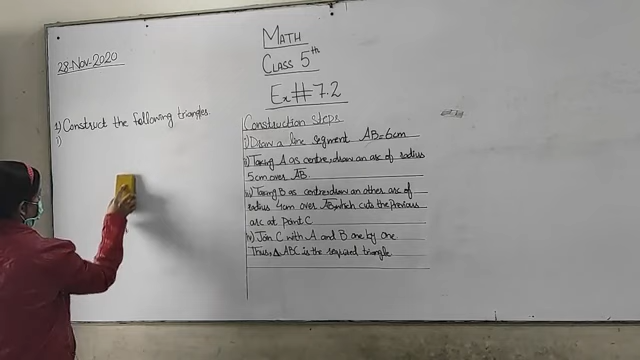 28-Nov-2020
MATH
CLASS 5th
Ex#7.2
1) Construct the following triangles.
i)
Construction steps
i) Draw a line segment AB=6cm
ii) Taking A as centre, draw an arc of radius
5cm over AB.
iii) Taking B as centre draw an other arc of
radius 4cm over AB, which cuts the previous
arc at point C
iv) Join C with A and B one by one
Thus, △ ABC is the required triangle